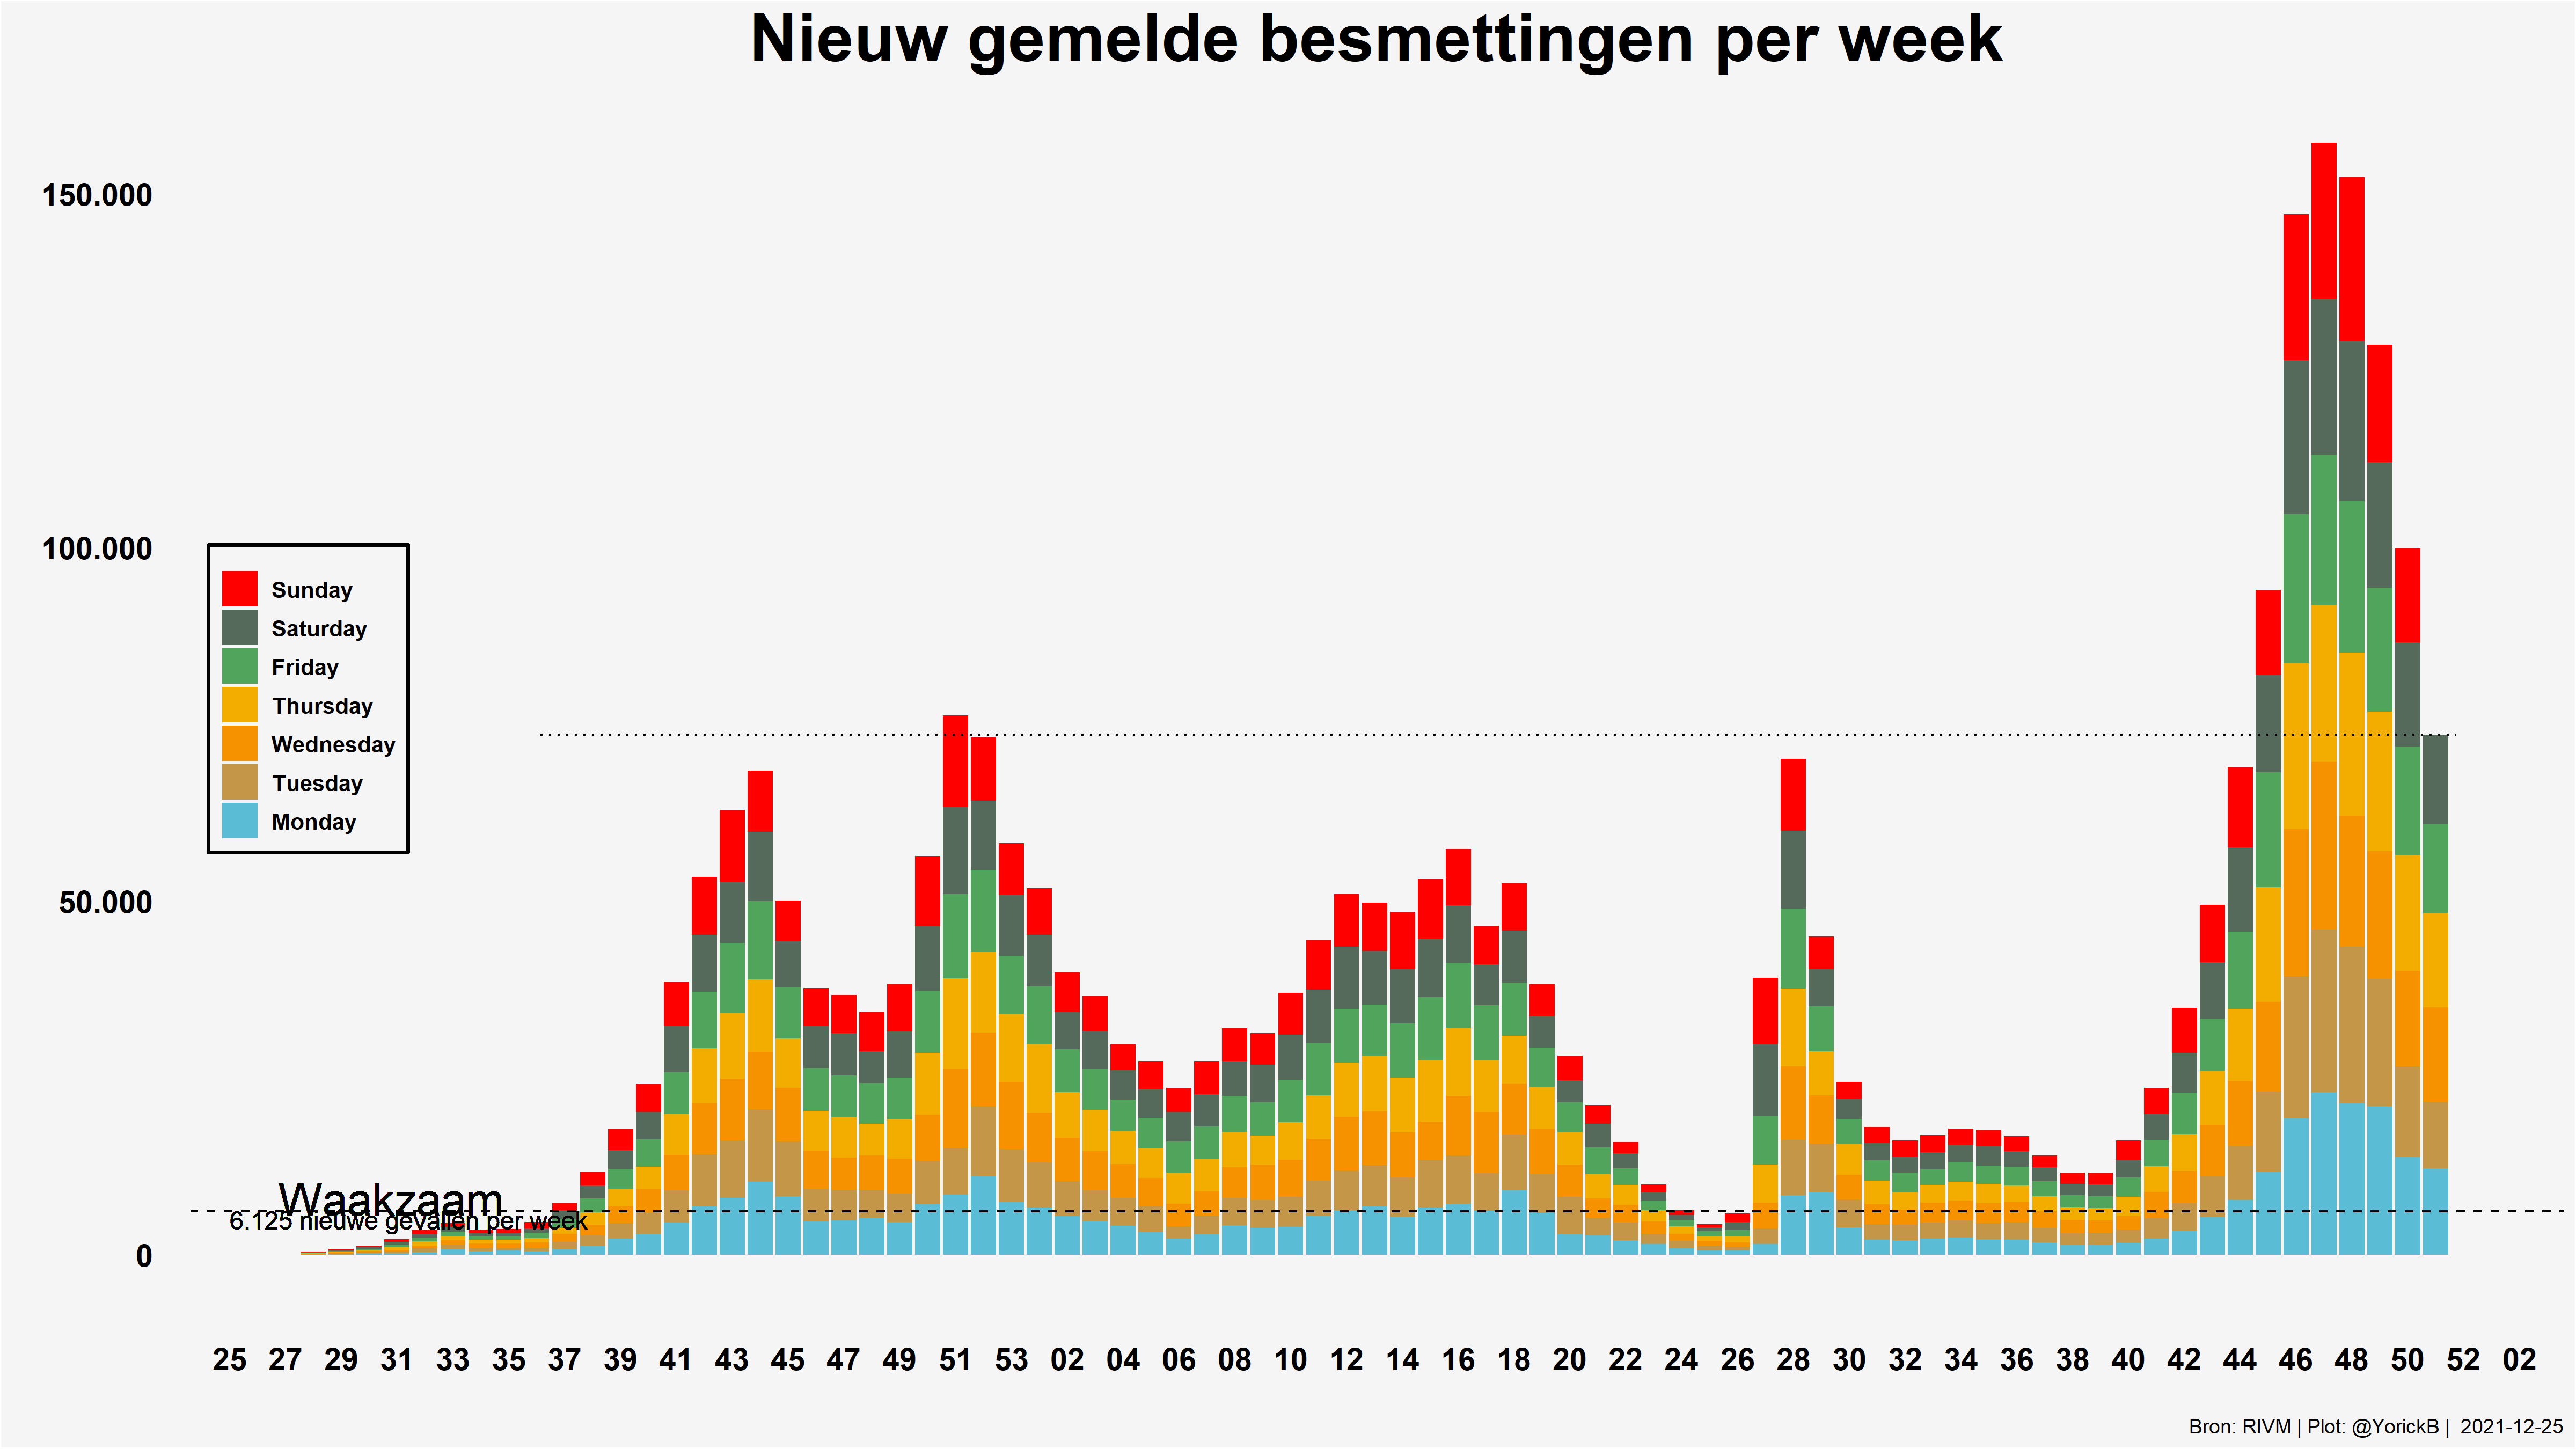 Nieuw gemelde besmettingen per week
150.000
100.000
50.000
0
Sunday
Saturday
Friday
Thursday
Wednesday
Tuesday
Monday
Waakzaam
6.125 nieuwe gevallen per week
25 27 29 31 33 35 37 39 41 43 45 47 49 51 53 02 04 06 08 10 12 14 16 18 20 22 24 26 28 30 32 34 36 38 40 42 44 46 48 50 52 02
Bron: RIVM | Plot: @YorickB | 2021-12-25